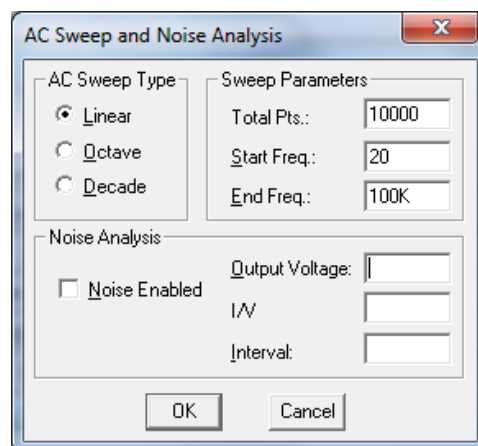 AC Sweep and Noise Analysis
AC Sweep Type
Linear
Octave
Decade
Sweep Parameters
Total Pts.: 10000
Start Freq.: 20
End Freq.: 100K
Noise Analysis
Noise Enabled
Output Voltage:
I/V
Interval:
OK Cancel